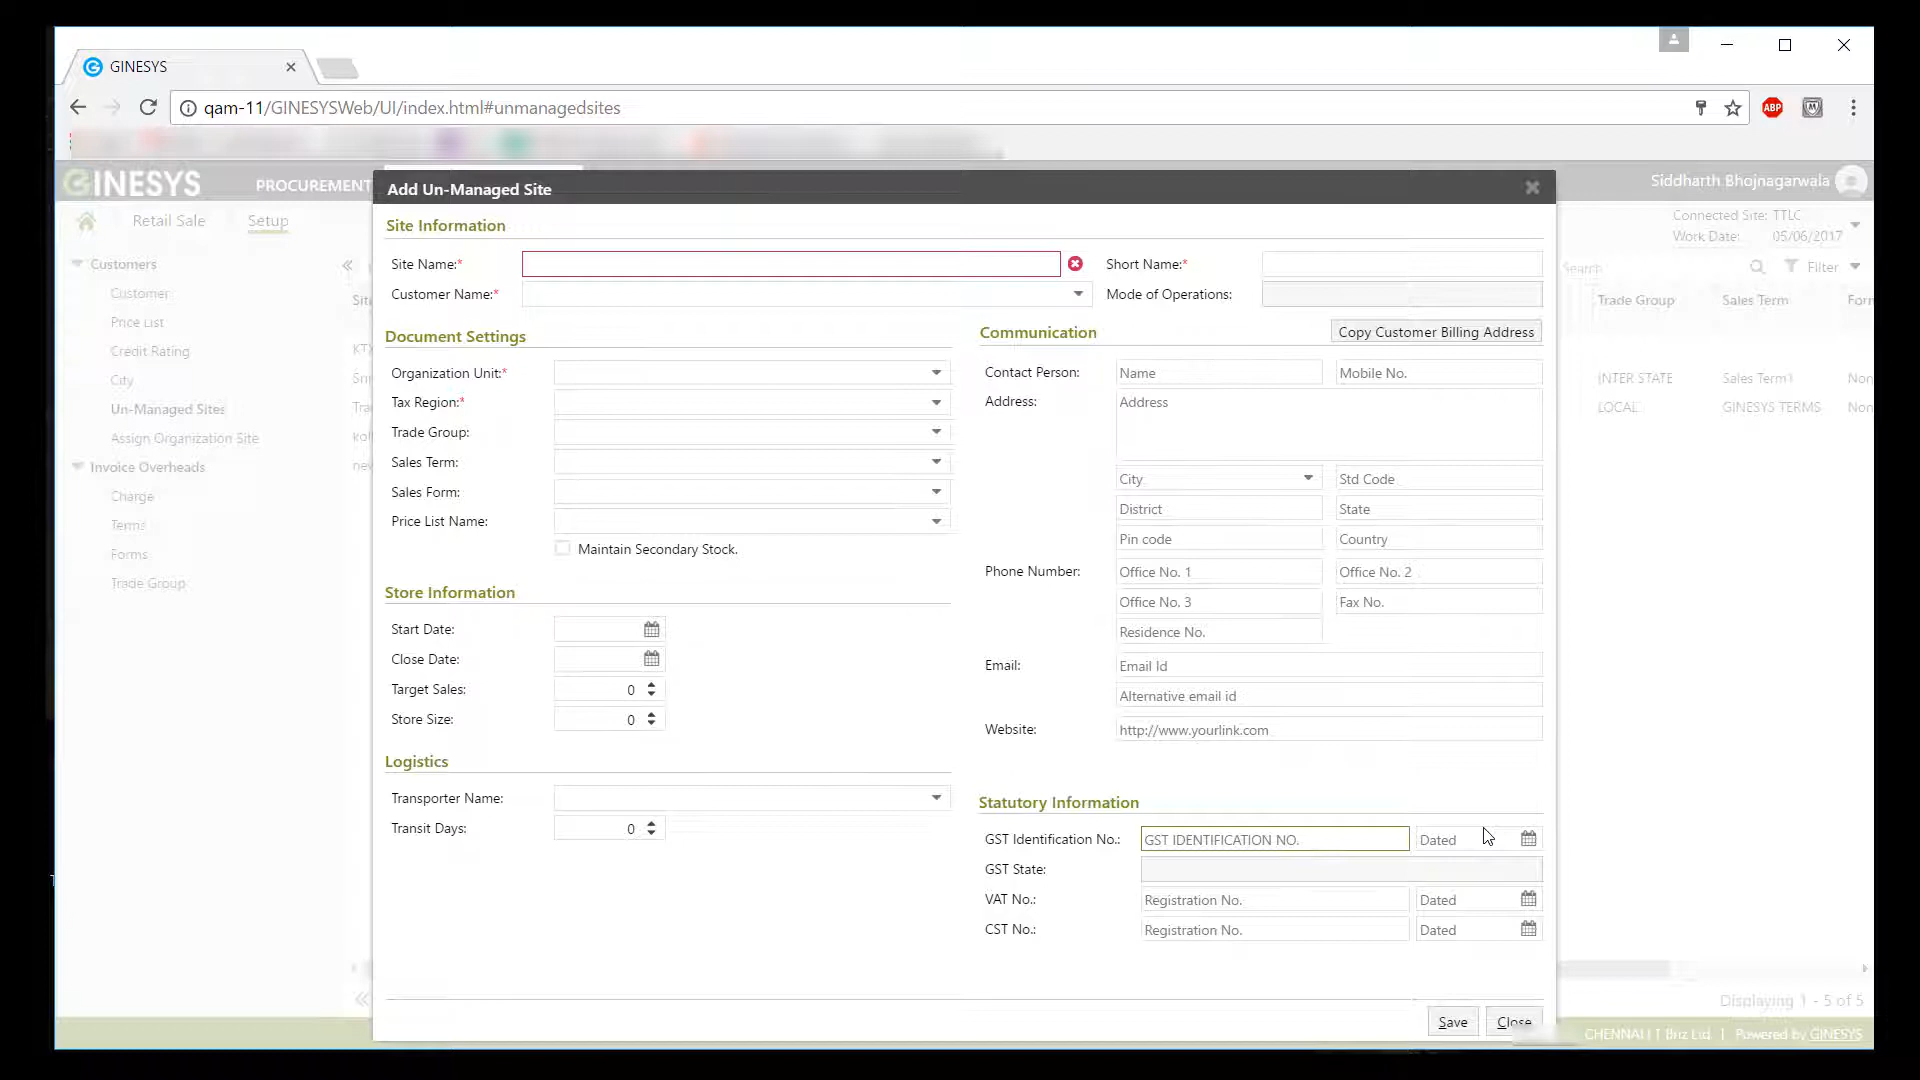 GINESYS
qam-11/GINESYSWeb/UI/index.html#unmanagedsites
ABP
GINESYS
PROCUREMENT
Siddharth Bhojnagarwala
Retail Sale
Setup
Connected Site: TTLC
Work Date: 05/06/2017
Customers
Customer
Price List
Credit Rating
City
Un-Managed Sites
Assign Organization Site
Invoice Overheads
Charge
Terms
Forms
Trade Group
Add Un-Managed Site
Site Information
Site Name:*
Short Name:*
Customer Name:*
Mode of Operations:
Document Settings
Organization Unit:*
Tax Region:*
Trade Group:
Sales Term:
Sales Form:
Price List Name:
Maintain Secondary Stock.
Store Information
Start Date:
Close Date:
Target Sales: 0
Store Size: 0
Logistics
Transporter Name:
Transit Days: 0
Communication
Copy Customer Billing Address
Contact Person: Name Mobile No.
Address: Address
City Std Code
District State
Pin code Country
Phone Number: Office No. 1 Office No. 2
Office No. 3 Fax No.
Residence No.
Email: Email Id
Alternative email id
Website: http://www.yourlink.com
Statutory Information
GST Identification No.: GST IDENTIFICATION NO. Dated
GST State:
VAT No.: Registration No. Dated
CST No.: Registration No. Dated
Save Close
Search Filter
Trade Group Sales Term
INTER STATE Sales Term1 Non
LOCAL GINESYS TERMS Non
Displaying 1 - 5 of 5
Powered by GINESYS